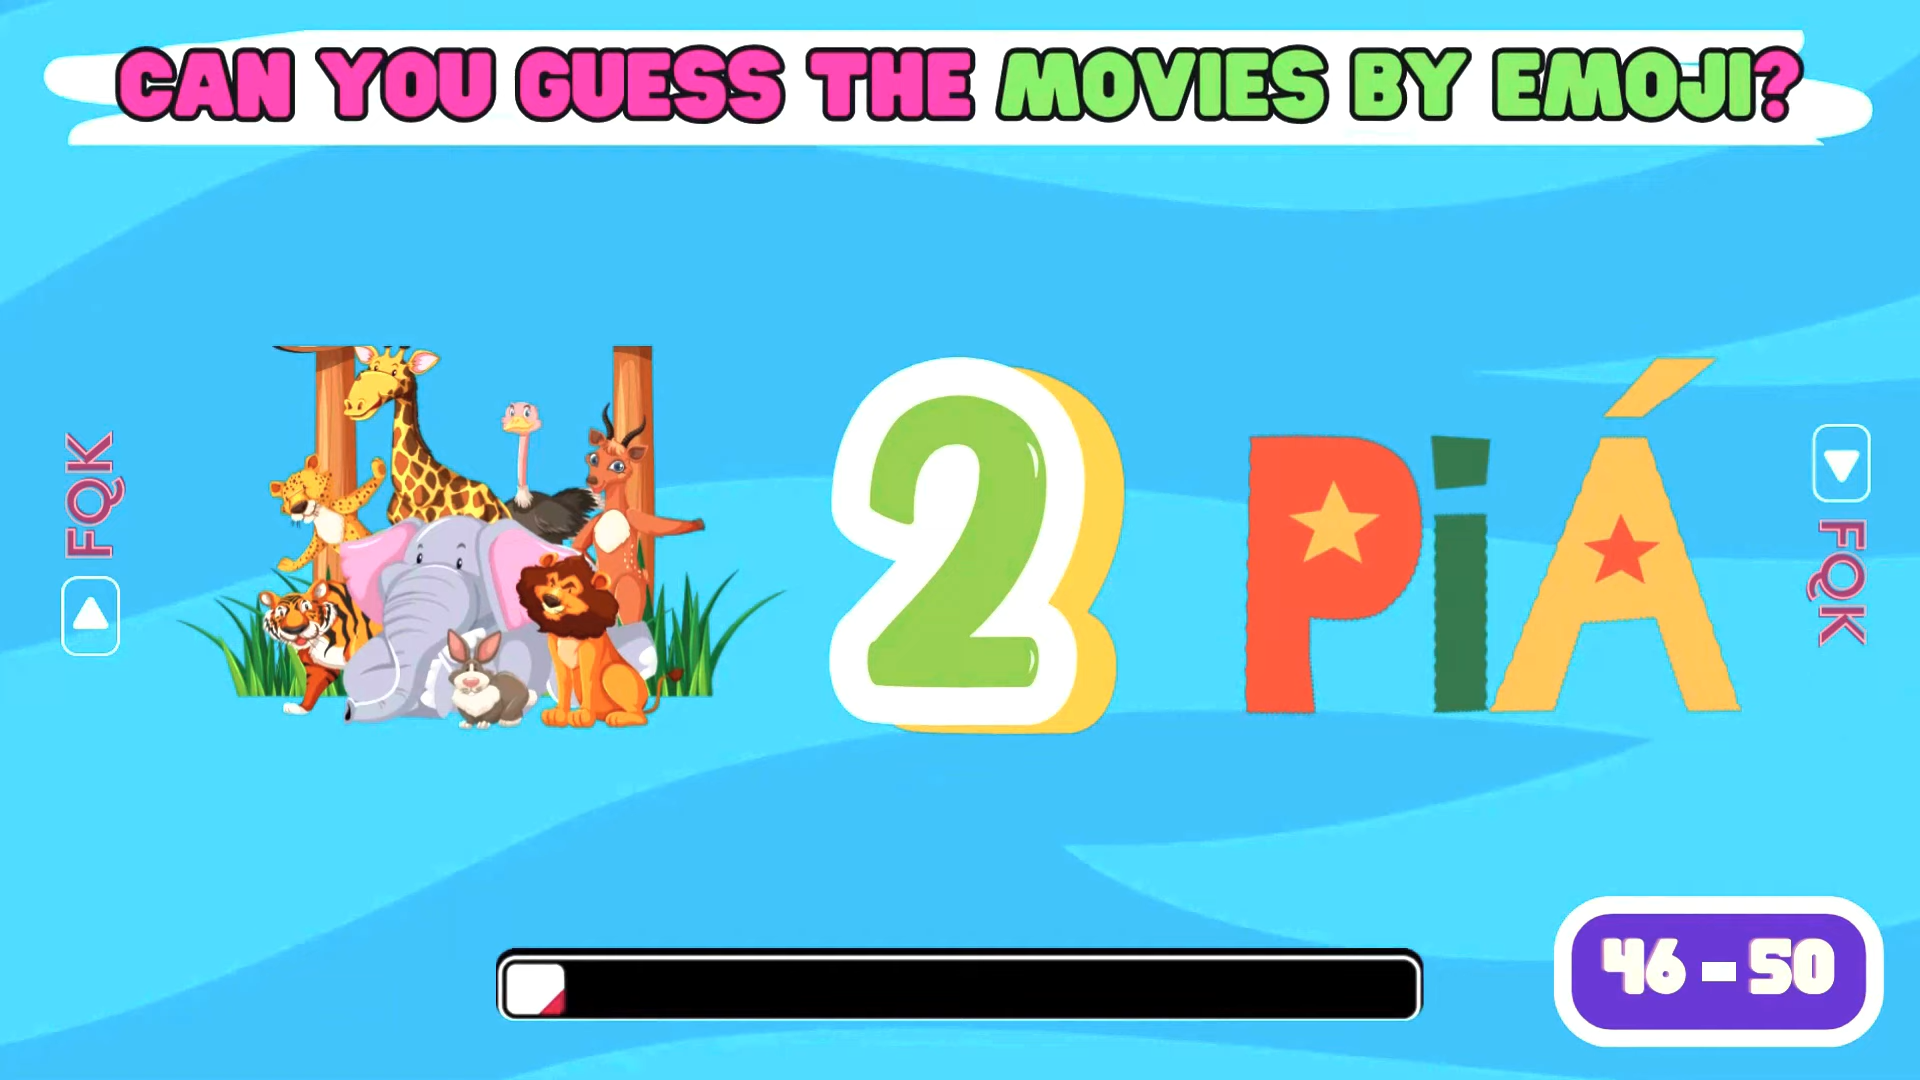 CAN YOU GUESS THE MOVIES BY EMOJI?
FQK
2
PiÁ
FQK
46 - 50